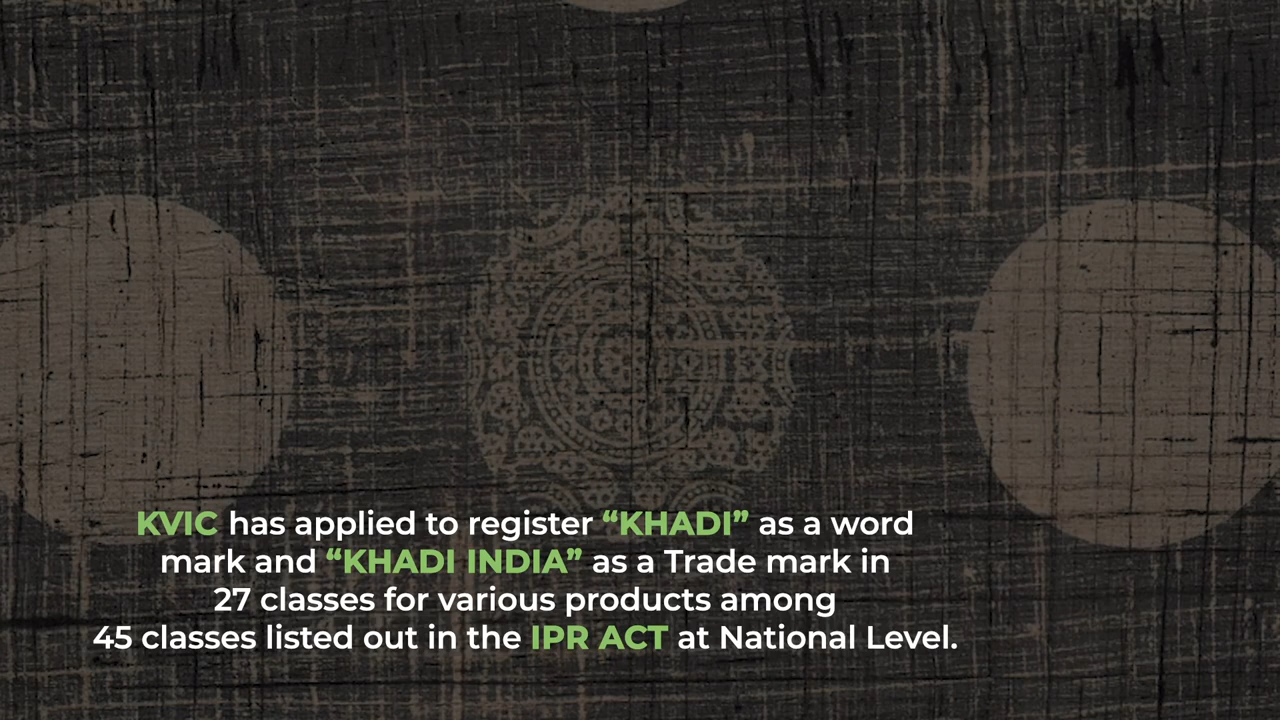 KVIC has applied to register “KHADI” as a word
mark and “KHADI INDIA” as a Trade mark in
27 classes for various products among
45 classes listed out in the IPR ACT at National Level.